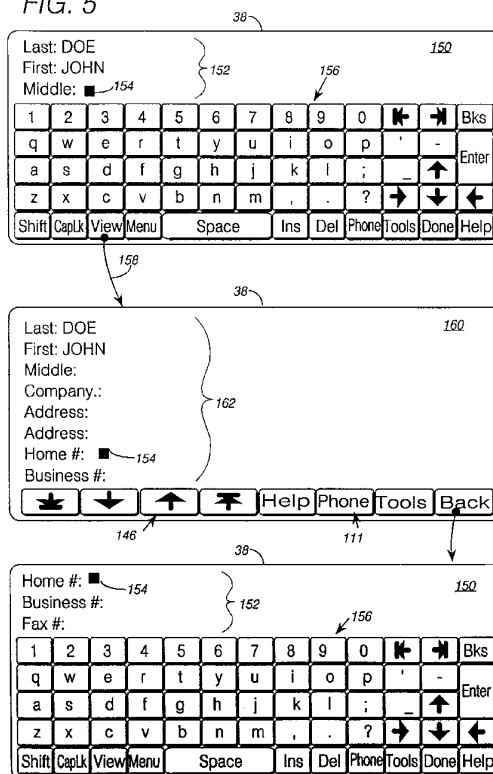 FIG. 5
38
Last: DOE
First: JOHN
Middle:
150
152
154
156
1 2 3 4 5 6 7 8 9 0 Bks
q w e r t y u i o p ' -
Enter
a s d f g h j k l ; _
z x c v b n m , . ?
Shift CapLk View Menu Space Ins Del Phone Tools Done Help
158
38
Last: DOE
First: JOHN
Middle:
Company.:
Address:
Address:
Home #:
Business #:
160
162
154
Help Phone Tools Back
146
111
38
Home #:
Business #:
Fax #:
150
154
152
156
1 2 3 4 5 6 7 8 9 0 Bks
q w e r t y u i o p ' -
Enter
a s d f g h j k l ; _
z x c v b n m , . ?
Shift CapLk View Menu Space Ins Del Phone Tools Done Help